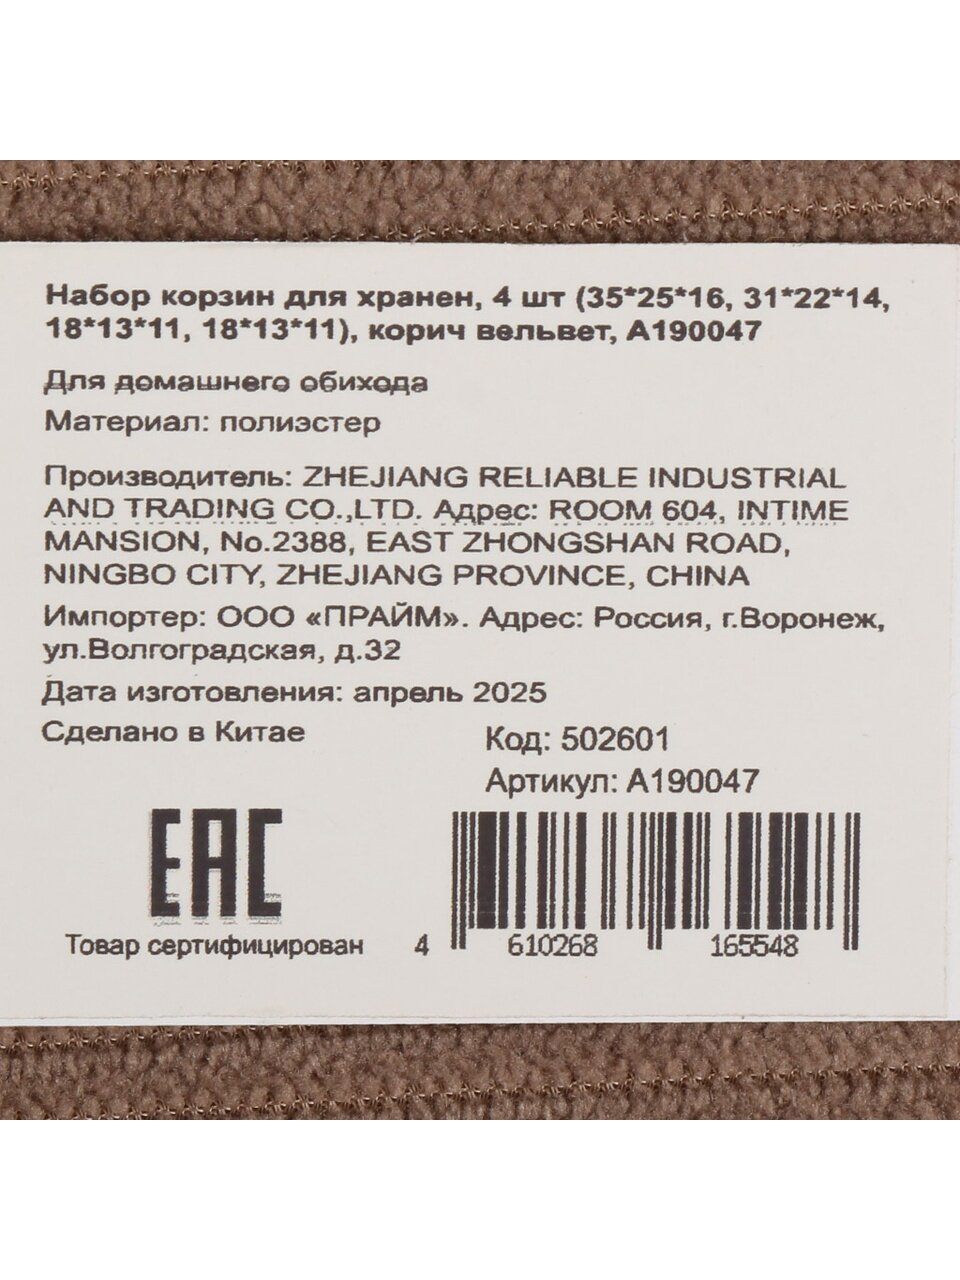 Набор корзин для хранен, 4 шт (35*25*16, 31*22*14,
18*13*11, 18*13*11), корич вельвет, А190047
Для домашнего обихода
Материал: полиэстер
Производитель: ZHEJIANG RELIABLE INDUSTRIAL
AND TRADING CO.,LTD. Адрес: ROOM 604, INTIME
MANSION, No.2388, EAST ZHONGSHAN ROAD,
NINGBO CITY, ZHEJIANG PROVINCE, CHINA
Импортер: ООО «ПРАЙМ». Адрес: Россия, г.Воронеж,
ул.Волгоградская, д.32
Дата изготовления: апрель 2025
Сделано в Китае
Код: 502601
Артикул: А190047
ЕАС
Товар сертифицирован
4 610268 165548